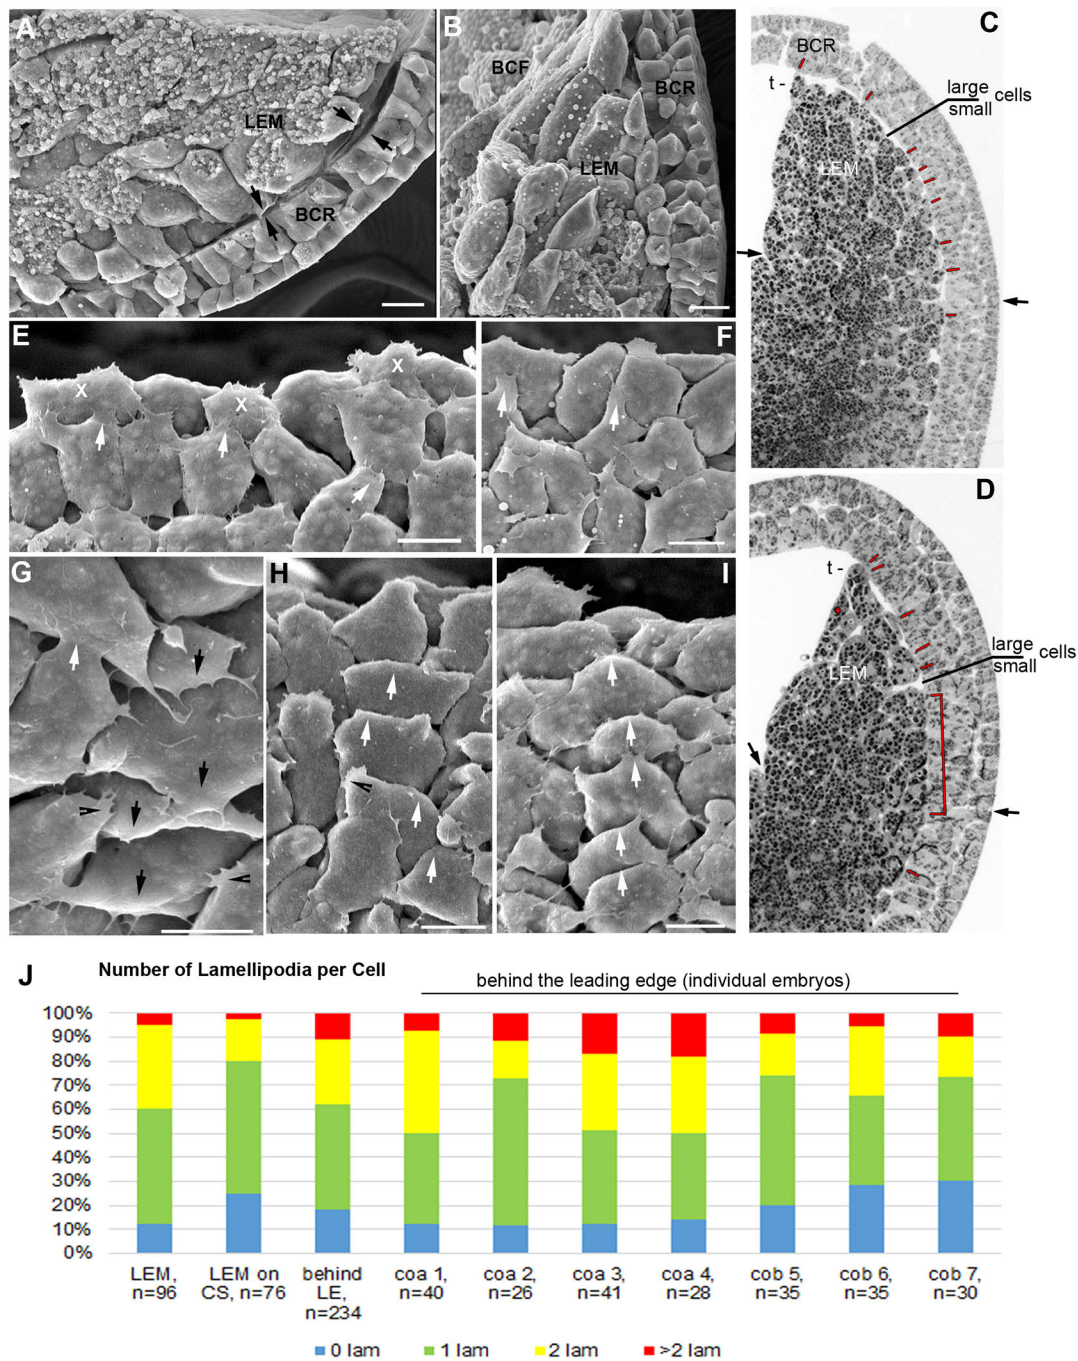 A
LEM
BCR
B
BCF
BCR
LEM
C
BCR
t -
large
small
cells
LEM
E
X
X
X
F
D
t -
large
small
cells
LEM
G
H
I
J
Number of Lamellipodia per Cell
behind the leading edge (individual embryos)
100%
90%
80%
70%
60%
50%
40%
30%
20%
10%
0%
LEM,
n=96
LEM on
CS, n=76
behind
LE,
n=234
coa 1,
n=40
coa 2,
n=26
coa 3,
n=41
coa 4,
n=28
cob 5,
n=35
cob 6,
n=35
cob 7,
n=30
0 lam
1 lam
2 lam
>2 lam